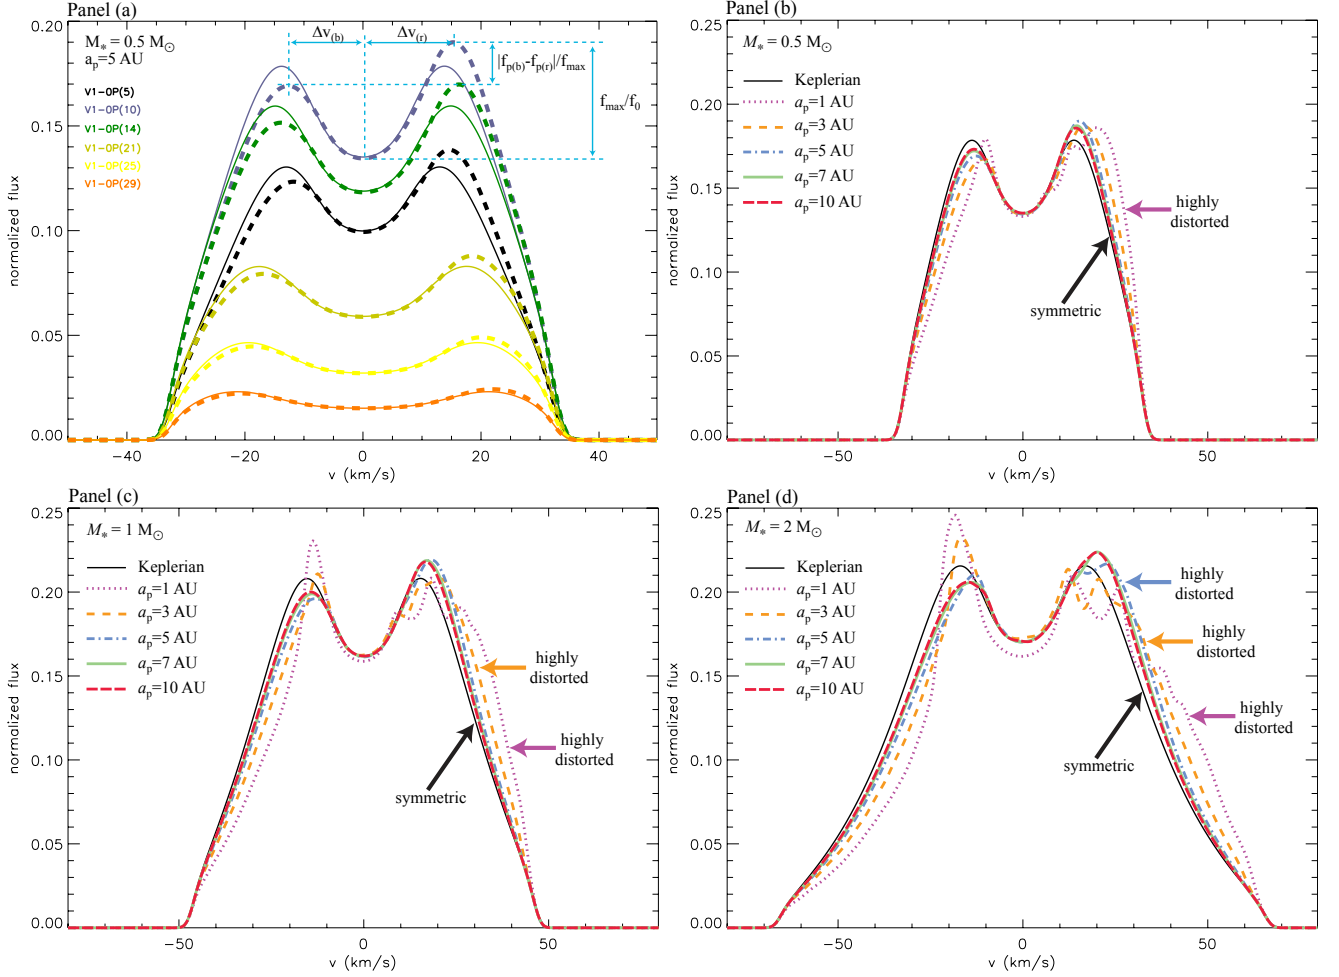 Panel (a)
M* = 0.5 M☉
aₚ=5 AU
V1-0P(5)
V1-0P(10)
V1-0P(14)
V1-0P(21)
V1-0P(25)
V1-0P(29)
Δv(b)
Δv(r)
|fp(b)-fp(r)|/fmax
fmax/f0
0.20
0.15
0.10
0.05
0.00
normalized flux
-40
-20
0
20
40
v (km/s)
Panel (b)
M* = 0.5 M☉
Keplerian
aₚ=1 AU
aₚ=3 AU
aₚ=5 AU
aₚ=7 AU
aₚ=10 AU
highly
distorted
symmetric
0.25
0.20
0.15
0.10
0.05
0.00
normalized flux
-50
0
50
v (km/s)
Panel (c)
M* = 1 M☉
Keplerian
aₚ=1 AU
aₚ=3 AU
aₚ=5 AU
aₚ=7 AU
aₚ=10 AU
highly
distorted
highly
distorted
symmetric
0.25
0.20
0.15
0.10
0.05
0.00
normalized flux
-50
0
50
v (km/s)
Panel (d)
M* = 2 M☉
Keplerian
aₚ=1 AU
aₚ=3 AU
aₚ=5 AU
aₚ=7 AU
aₚ=10 AU
highly
distorted
highly
distorted
highly
distorted
symmetric
0.25
0.20
0.15
0.10
0.05
0.00
normalized flux
-50
0
50
v (km/s)